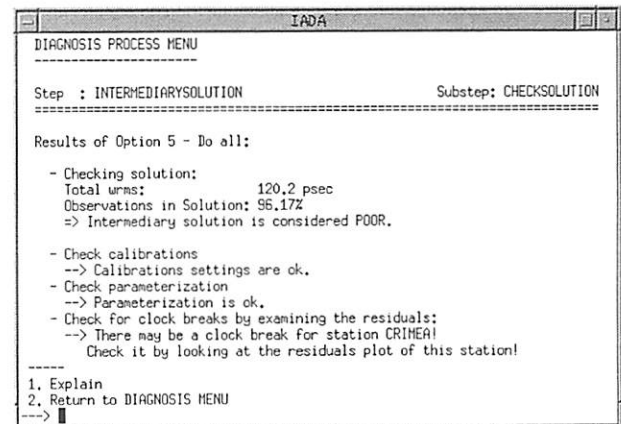 IADA
DIAGNOSIS PROCESS MENU
----------------------
Step : INTERMEDIARYSOLUTION Substep: CHECKSOLUTION
================================================================================
Results of Option 5 - Do all:
- Checking solution:
Total wrms: 120.2 psec
Observations in Solution: 96.17%
=> Intermediary solution is considered POOR.
- Check calibrations
--> Calibrations settings are ok.
- Check parameterization
--> Parameterization is ok.
- Check for clock breaks by examining the residuals:
--> There may be a clock break for station CRIMEA!
Check it by looking at the residuals plot of this station!
-----
1. Explain
2. Return to DIAGNOSIS MENU
--->